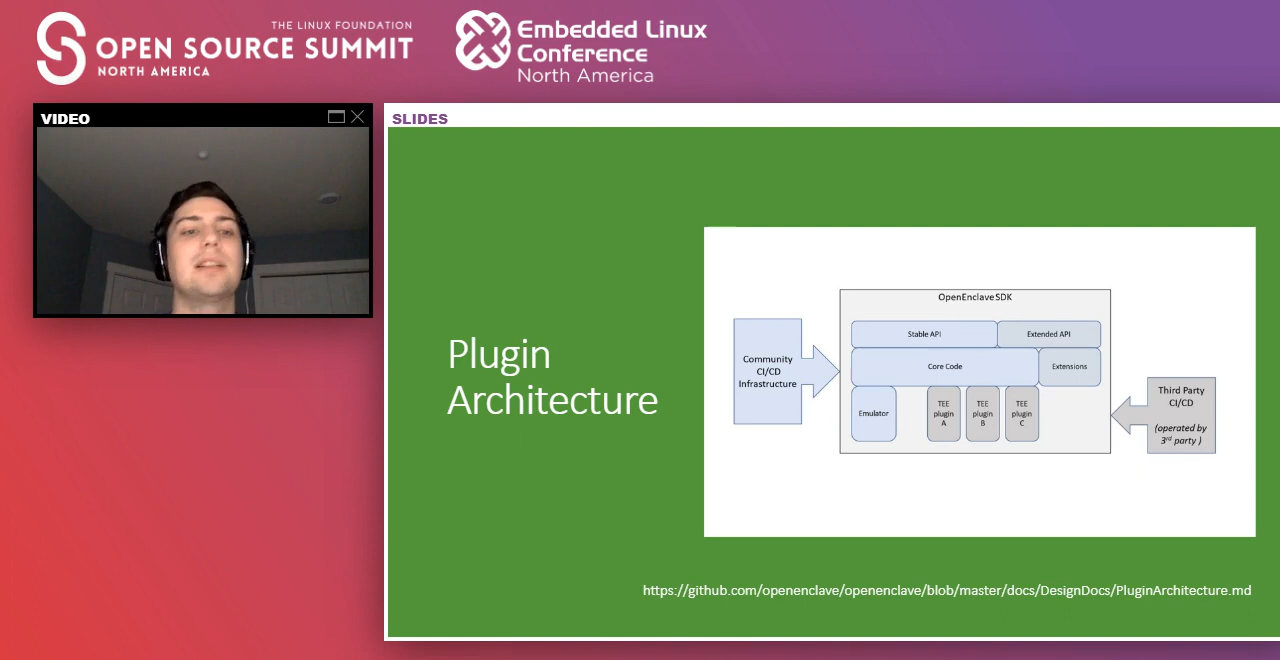 THE LINUX FOUNDATION
OPEN SOURCE SUMMIT
NORTH AMERICA
Embedded Linux
Conference
North America
VIDEO
SLIDES
Plugin
Architecture
OpenEnclave SDK
Stable API
Extended API
Community
CI/CD
Infrastructure
Core Code
Extensions
Emulator
TEE
plugin
A
TEE
plugin
B
TEE
plugin
C
Third Party
CI/CD
(operated by
3rd party )
https://github.com/openenclave/openenclave/blob/master/docs/DesignDocs/PluginArchitecture.md